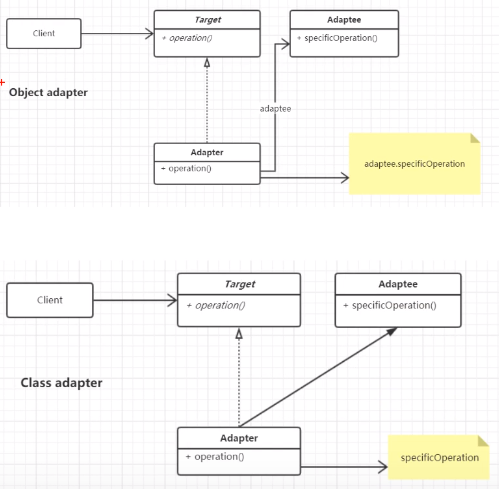 Client
Target
+ operation()
Adaptee
+ specificOperation()
Object adapter
adaptee
Adapter
+ operation()
adaptee.specificOperation
Client
Target
+ operation()
Adaptee
+ specificOperation()
Class adapter
Adapter
+ operation()
specificOperation